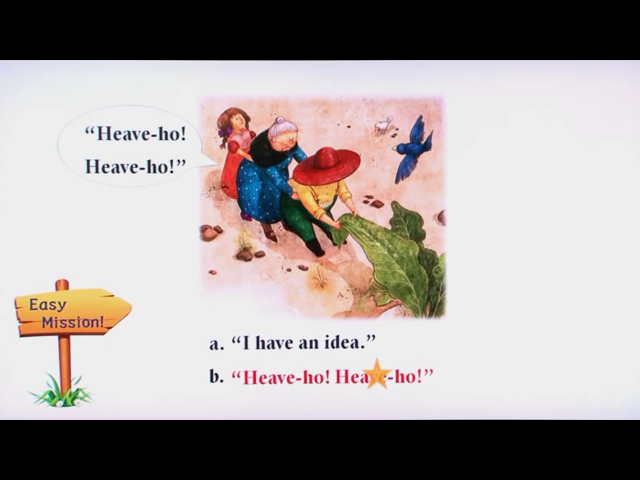 “Heave-ho!
Heave-ho!”
Easy
Mission!
a. “I have an idea.”
b. “Heave-ho! Heave-ho!”